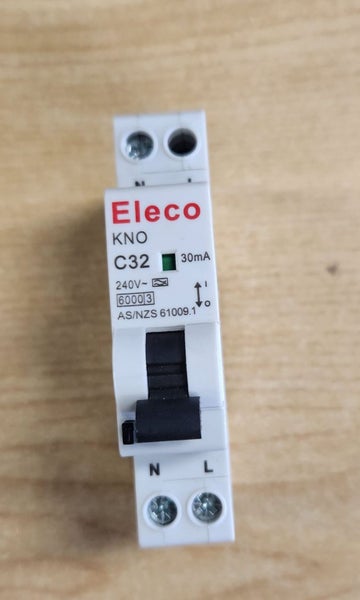 N L
Eleco
KNO
C32 30mA
240V~
6000 3
I
O
AS/NZS 61009.1
N L